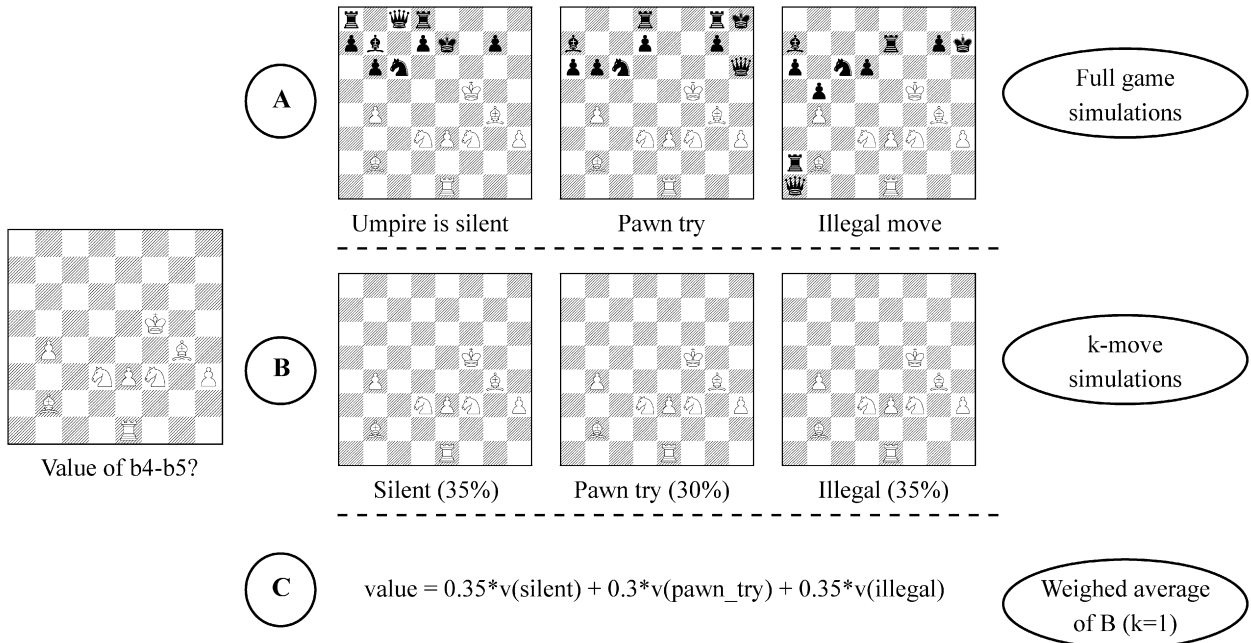 A
Umpire is silent
Pawn try
Illegal move
Full game
simulations
Value of b4-b5?
B
Silent (35%)
Pawn try (30%)
Illegal (35%)
k-move
simulations
C
value = 0.35*v(silent) + 0.3*v(pawn_try) + 0.35*v(illegal)
Weighed average
of B (k=1)